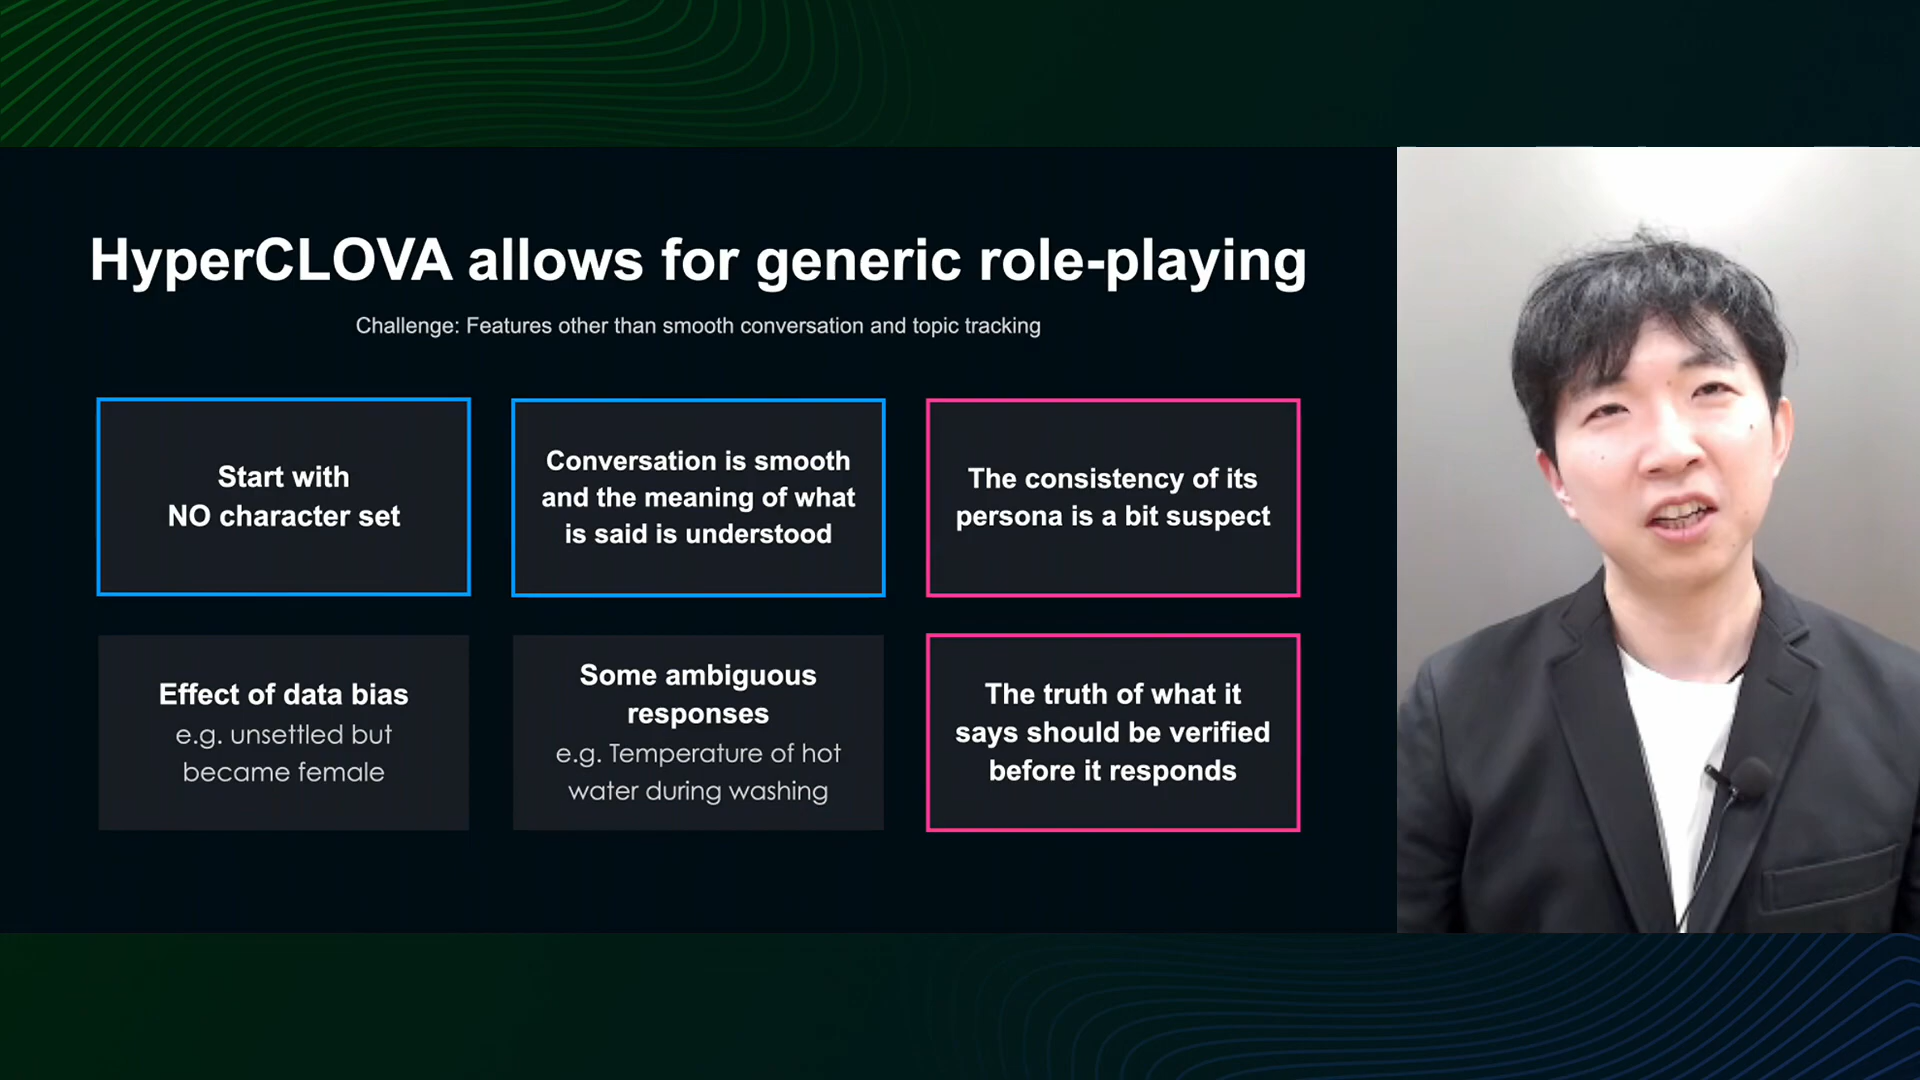 HyperCLOVA allows for generic role-playing
Challenge: Features other than smooth conversation and topic tracking
Start with
NO character set
Conversation is smooth
and the meaning of what
is said is understood
The consistency of its
persona is a bit suspect
Effect of data bias
e.g. unsettled but
became female
Some ambiguous
responses
e.g. Temperature of hot
water during washing
The truth of what it
says should be verified
before it responds